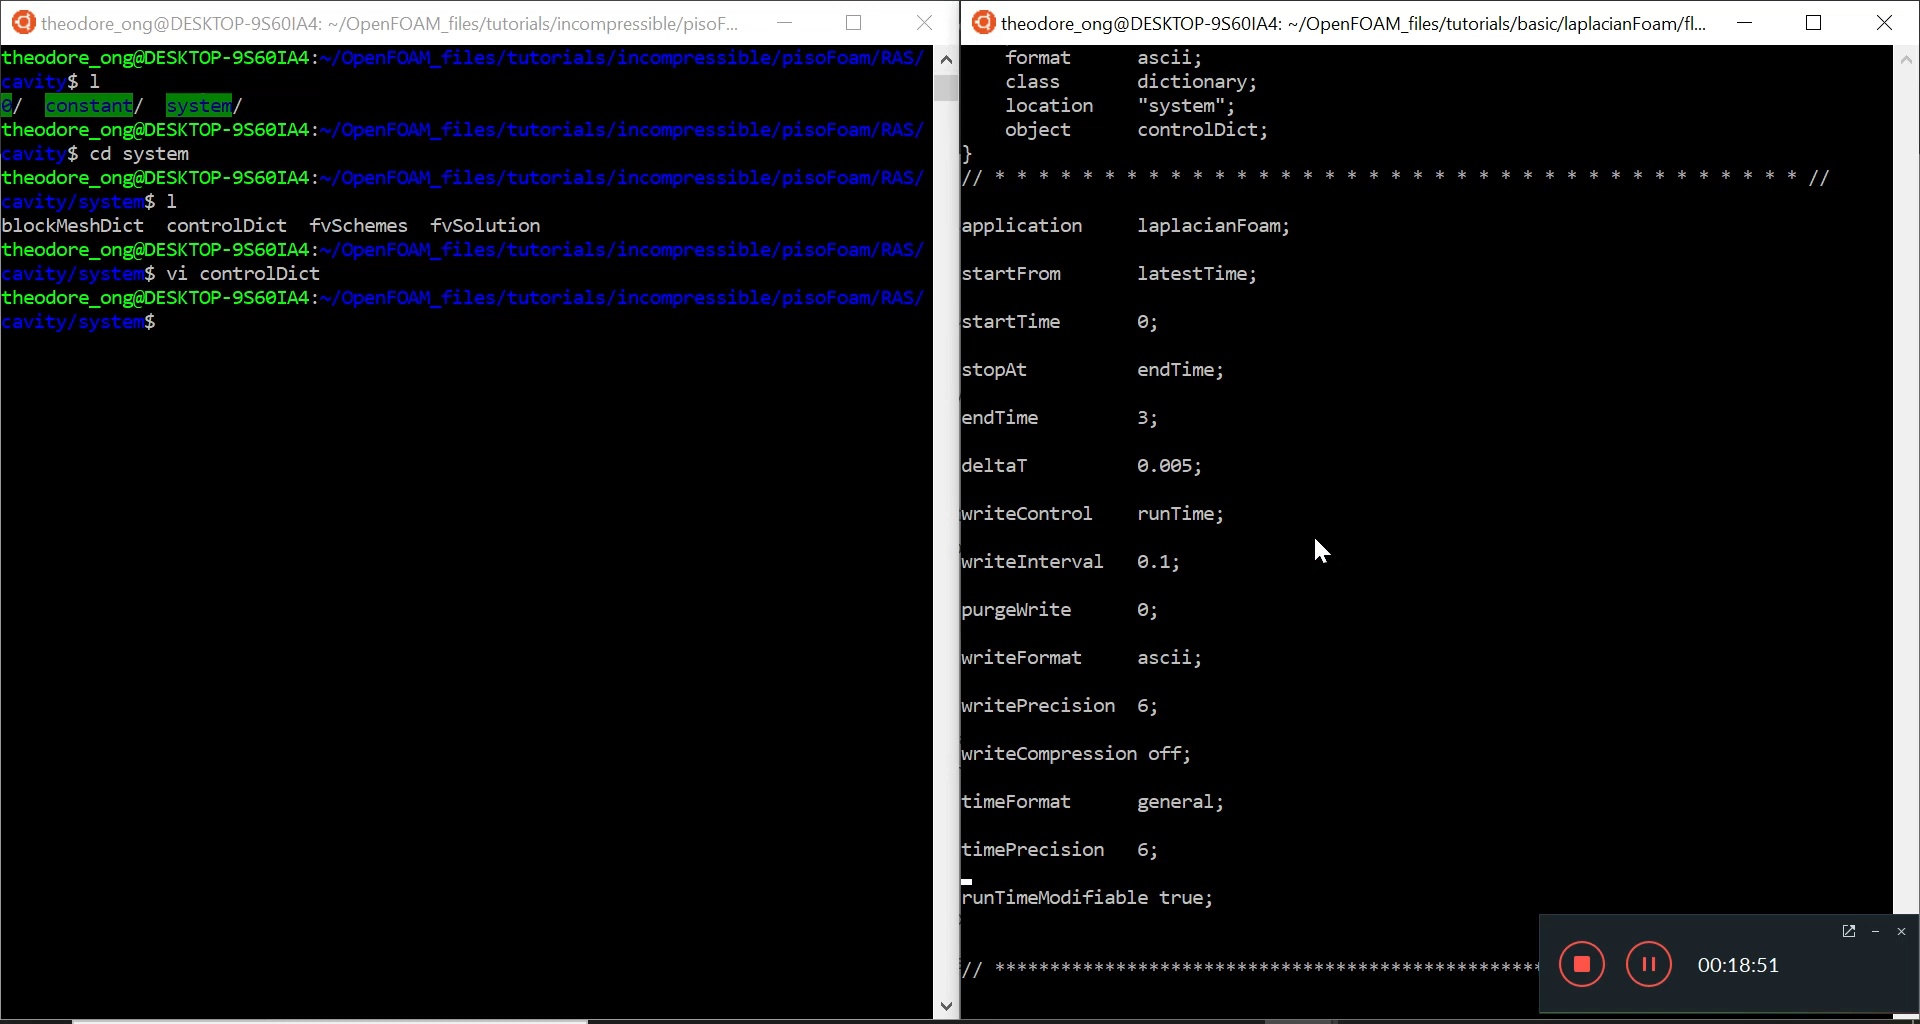 theodore_ong@DESKTOP-9S60IA4: ~/OpenFOAM_files/tutorials/incompressible/pisoF...
theodore_ong@DESKTOP-9S60IA4:~/OpenFOAM_files/tutorials/incompressible/pisoFoam/RAS/
cavity$ l
0/  constant/  system/
theodore_ong@DESKTOP-9S60IA4:~/OpenFOAM_files/tutorials/incompressible/pisoFoam/RAS/
cavity$ cd system
theodore_ong@DESKTOP-9S60IA4:~/OpenFOAM_files/tutorials/incompressible/pisoFoam/RAS/
cavity/system$ l
blockMeshDict  controlDict  fvSchemes  fvSolution
theodore_ong@DESKTOP-9S60IA4:~/OpenFOAM_files/tutorials/incompressible/pisoFoam/RAS/
cavity/system$ vi controlDict
theodore_ong@DESKTOP-9S60IA4:~/OpenFOAM_files/tutorials/incompressible/pisoFoam/RAS/
cavity/system$
theodore_ong@DESKTOP-9S60IA4: ~/OpenFOAM_files/tutorials/basic/laplacianFoam/fl...
    format      ascii;
    class       dictionary;
    location    "system";
    object      controlDict;
}
// * * * * * * * * * * * * * * * * * * * * * * * * * * * * * * * * * * * * * //
application     laplacianFoam;
startFrom       latestTime;
startTime       0;
stopAt          endTime;
endTime         3;
deltaT          0.005;
writeControl    runTime;
writeInterval   0.1;
purgeWrite      0;
writeFormat     ascii;
writePrecision  6;
writeCompression off;
timeFormat      general;
timePrecision   6;
runTimeModifiable true;
// **************************************************
00:18:51